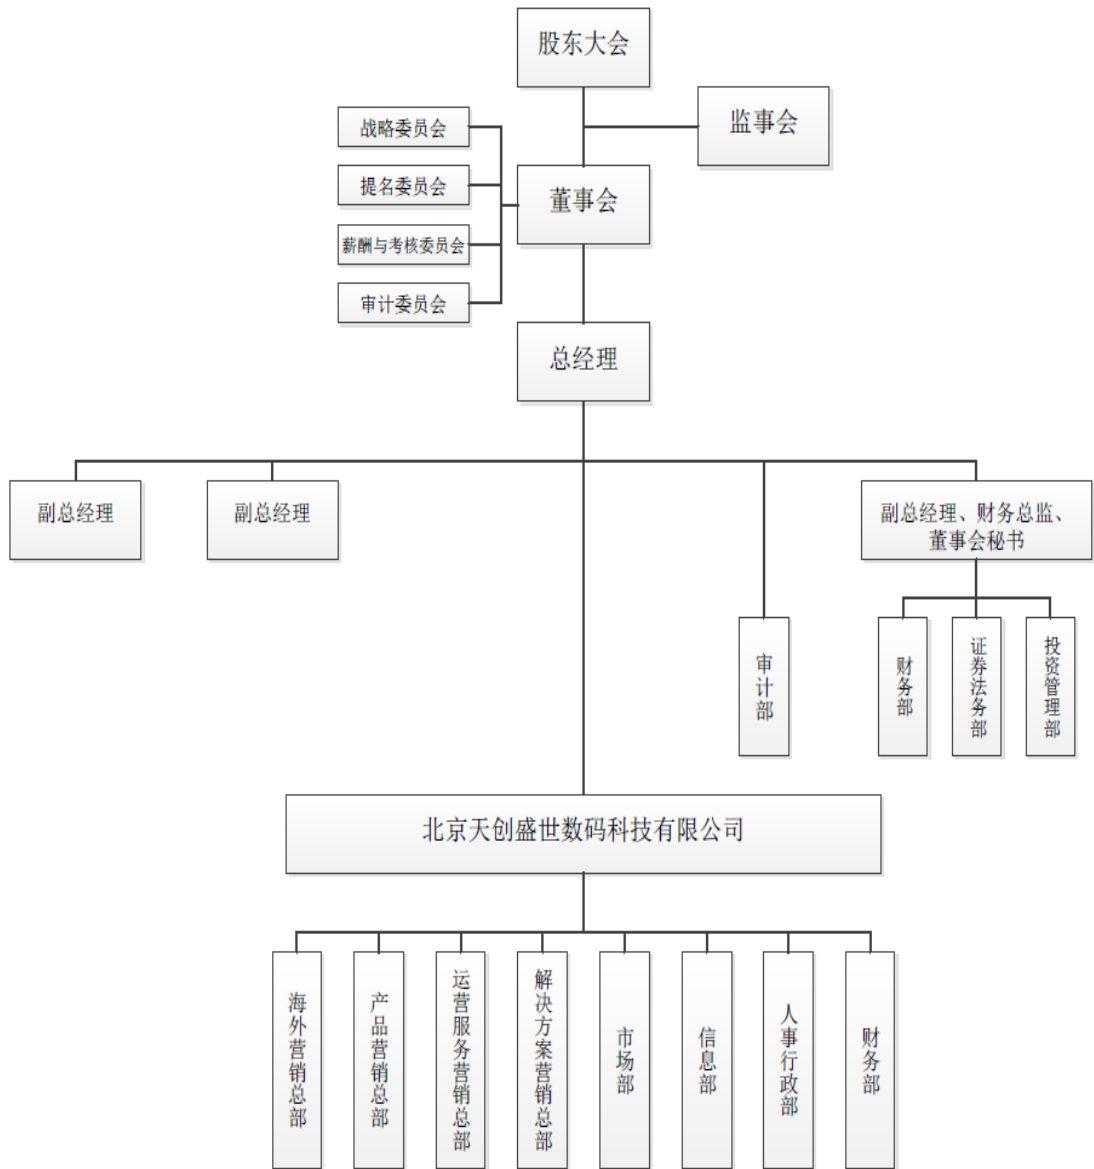 股东大会
监事会
战略委员会
提名委员会
董事会
薪酬与考核委员会
审计委员会
总经理
副总经理
副总经理
副总经理、财务总监、
董事会秘书
审计部
财务部
证券法务部
投资管理部
北京天创盛世数码科技有限公司
海外营销总部
产品营销总部
运营服务营销总部
解决方案营销总部
市场部
信息部
人事行政部
财务部